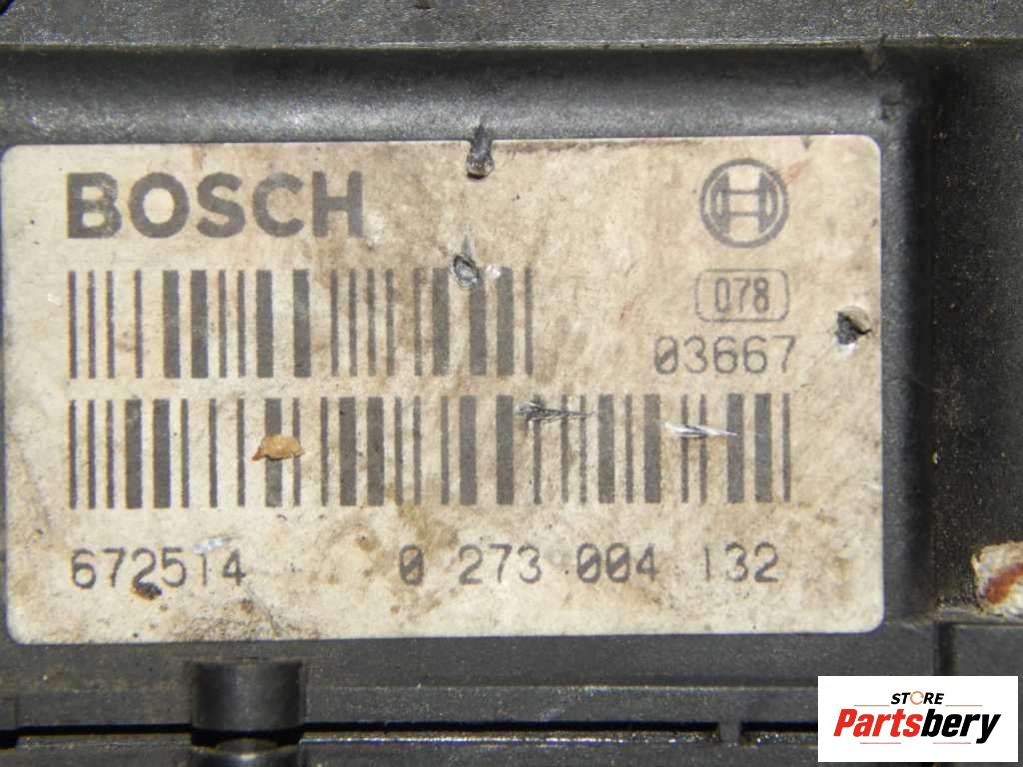 BOSCH
078
03667
672514 0 273 004 132
STORE
Partsbery